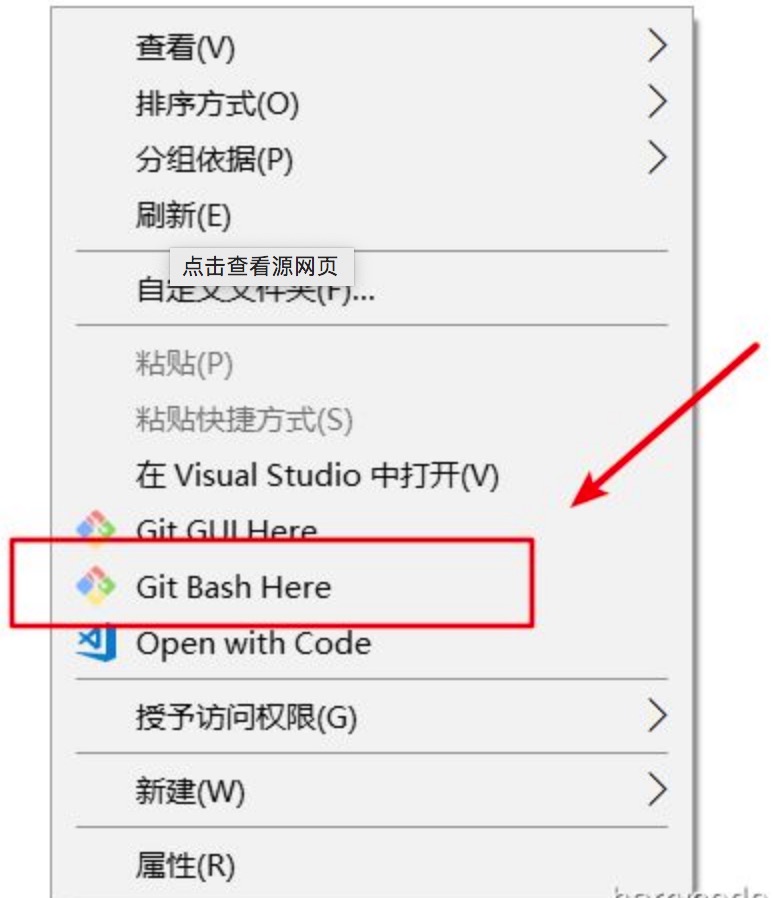 查看(V)
排序方式(O)
分组依据(P)
刷新(E)
点击查看源网页
自定义文件夹(F)...
粘贴(P)
粘贴快捷方式(S)
在 Visual Studio 中打开(V)
Git GUI Here
Git Bash Here
Open with Code
授予访问权限(G)
新建(W)
属性(R)